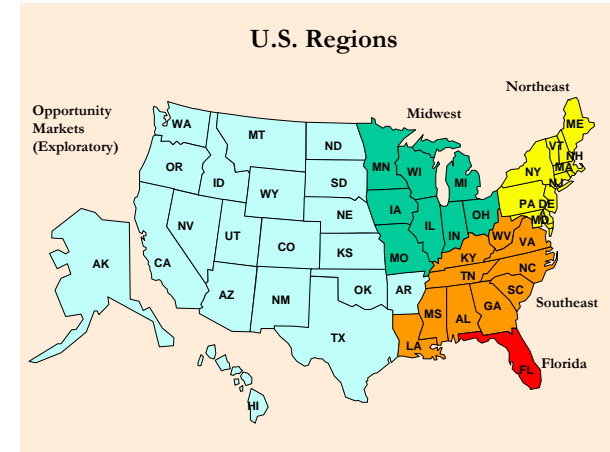 U.S. Regions
Northeast
Opportunity
Markets
(Exploratory)
Midwest
WA
MT
ND
ME
VT
NH
OR
ID
MN
WI
MI
NY
MA
SD
WY
NJ
NE
IA
PA
DE
MD
OH
NV
UT
CO
KS
IL
IN
WV
VA
MO
KY
AK
CA
TN
NC
AZ
NM
OK
AR
SC
MS
AL
GA
Southeast
TX
LA
FL
Florida
HI